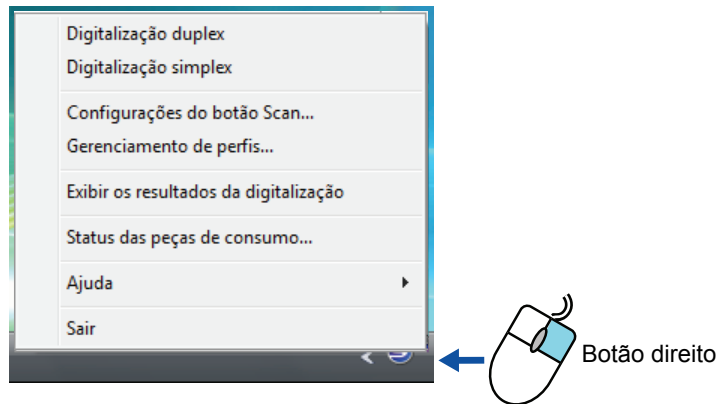 Digitalização duplex
Digitalização simplex
Configurações do botão Scan...
Gerenciamento de perfis...
Exibir os resultados da digitalização
Status das peças de consumo...
Ajuda
Sair
Botão direito